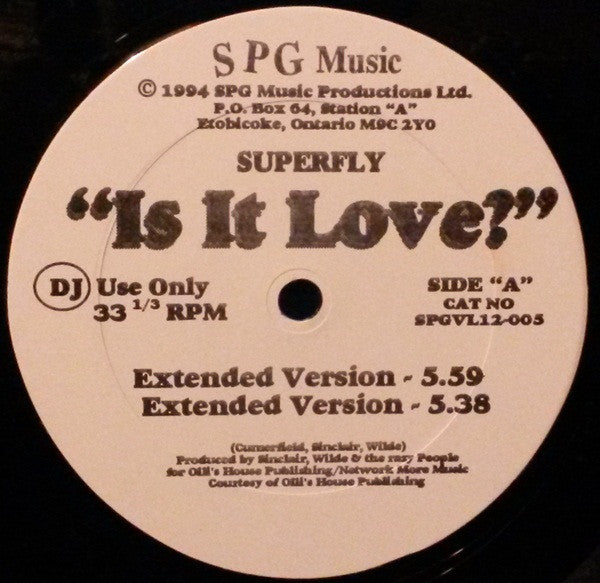 SPG Music
© 1994 SPG Music Productions Ltd.
P.O. Box 64, Station "A"
Etobicoke, Ontario M9C 2Y0
SUPERFLY
"Is It Love?"
DJ Use Only
33 1/3 RPM
SIDE "A"
CAT NO
SPGVL12-005
Extended Version - 5.59
Extended Version - 5.38
(Cumerfield, Sinclair, Wilde)
Produced by Sinclair, Wilde & the razy People
for Olli's House Publishing/Network More Music
Courtesy of Olli's House Publishing